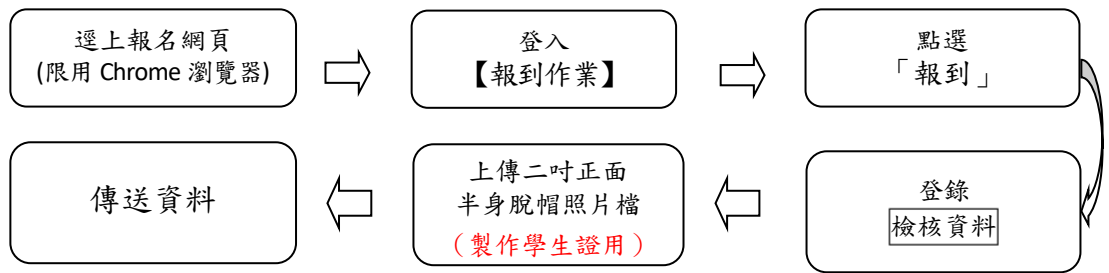 逕上報名網頁
(限用 Chrome 瀏覽器)
登入
【報到作業】
點選
「報到」
登錄
檢核資料
上傳二吋正面
半身脫帽照片檔
（製作學生證用）
傳送資料